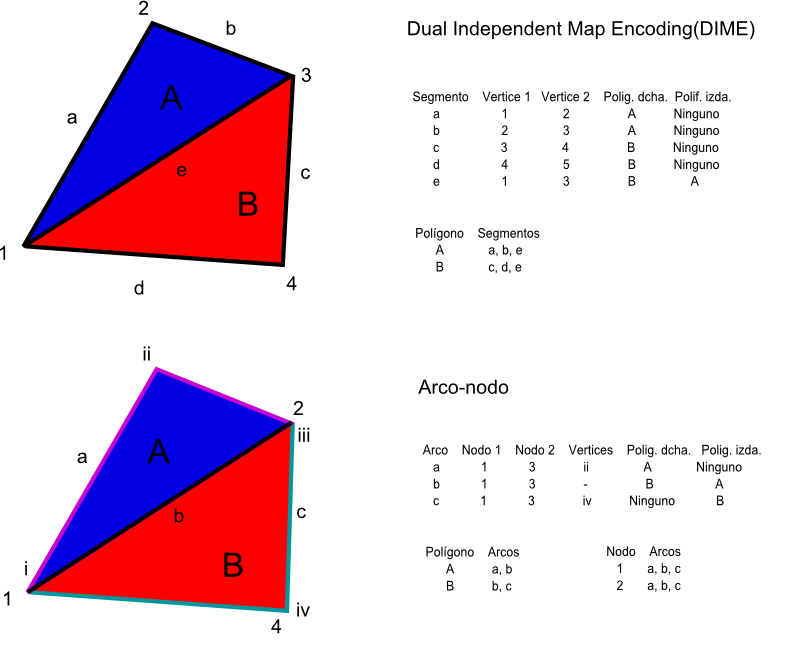 2
b
3
A
a
e
c
B
1
d
4
Dual Independent Map Encoding(DIME)
Segmento Vertice 1 Vertice 2 Polig. dcha. Polif. izda.
a 1 2 A Ninguno
b 2 3 A Ninguno
c 3 4 B Ninguno
d 4 5 B Ninguno
e 1 3 B A
Polígono Segmentos
A a, b, e
B c, d, e
ii
2
iii
A
a
b
c
B
i
1
iv
4
Arco-nodo
Arco Nodo 1 Nodo 2 Vertices Polig. dcha. Polig. izda.
a 1 3 ii A Ninguno
b 1 3 - B A
c 1 3 iv Ninguno B
Polígono Arcos
A a, b
B b, c
Nodo Arcos
1 a, b, c
2 a, b, c